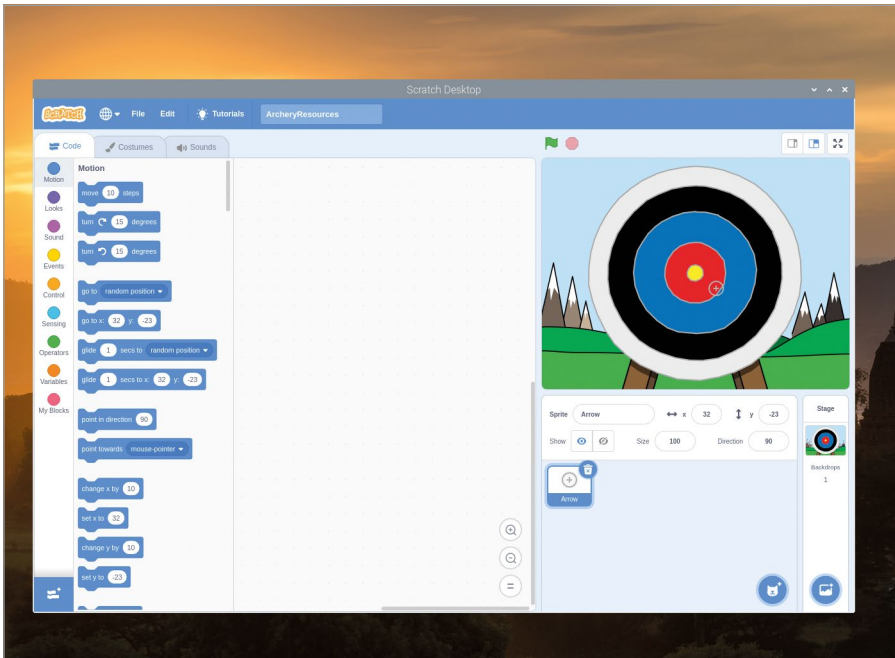 Scratch Desktop
SCRATCH File Edit Tutorials ArcheryResources
Code Costumes Sounds
Motion
Looks
Sound
Events
Control
Sensing
Operators
Variables
My Blocks
Motion
move 10 steps
turn 15 degrees
turn 15 degrees
go to random position
go to x: 32 y: -23
glide 1 secs to random position
glide 1 secs to x: 32 y: -23
point in direction 90
point towards mouse-pointer
change x by 10
set x to 32
change y by 10
set y to -23
Sprite Arrow x 32 y -23
Show Size 100 Direction 90
Arrow
Stage
Backdrops
1